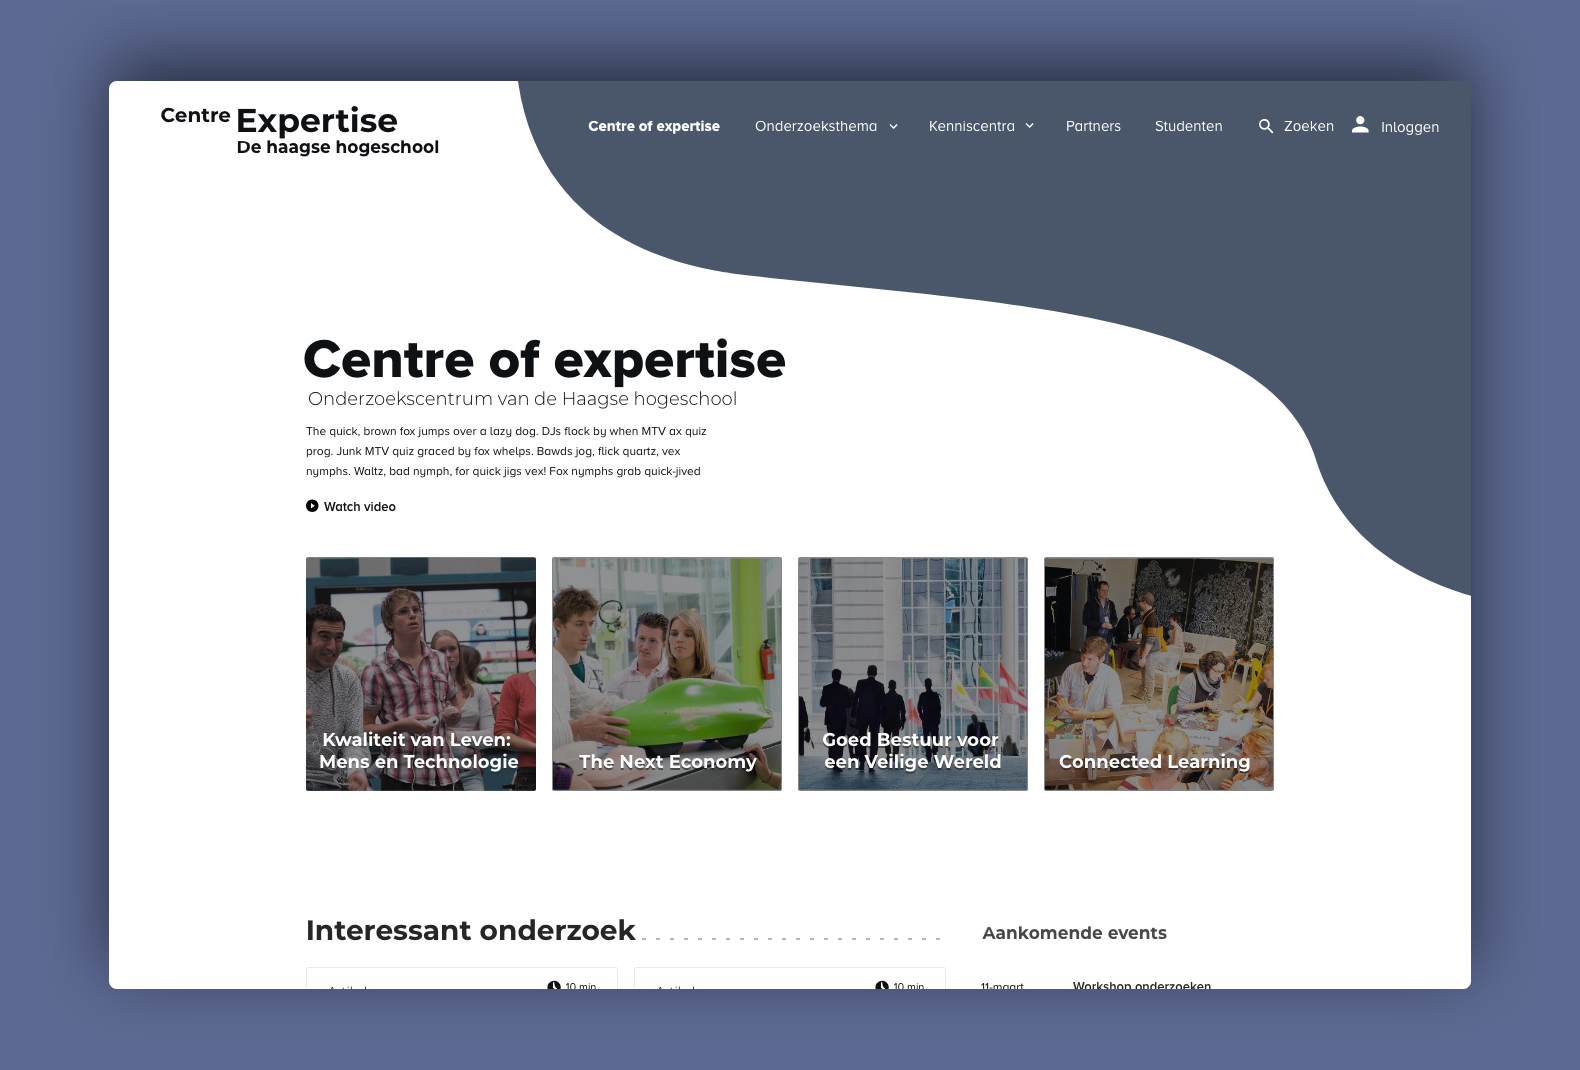 Centre Expertise
De haagse hogeschool
Centre of expertise
Onderzoeksthema
Kenniscentra
Partners
Studenten
Zoeken
Inloggen
Centre of expertise
Onderzoekscentrum van de Haagse hogeschool
The quick, brown fox jumps over a lazy dog. DJs flock by when MTV ax quiz
prog. Junk MTV quiz graced by fox whelps. Bawds jog, flick quartz, vex
nymphs. Waltz, bad nymph, for quick jigs vex! Fox nymphs grab quick-jived
Watch video
Kwaliteit van Leven:
Mens en Technologie
The Next Economy
Goed Bestuur voor
een Veilige Wereld
Connected Learning
Interessant onderzoek
Aankomende events
10 min
10 min
11-maart
Workshop onderzoeken